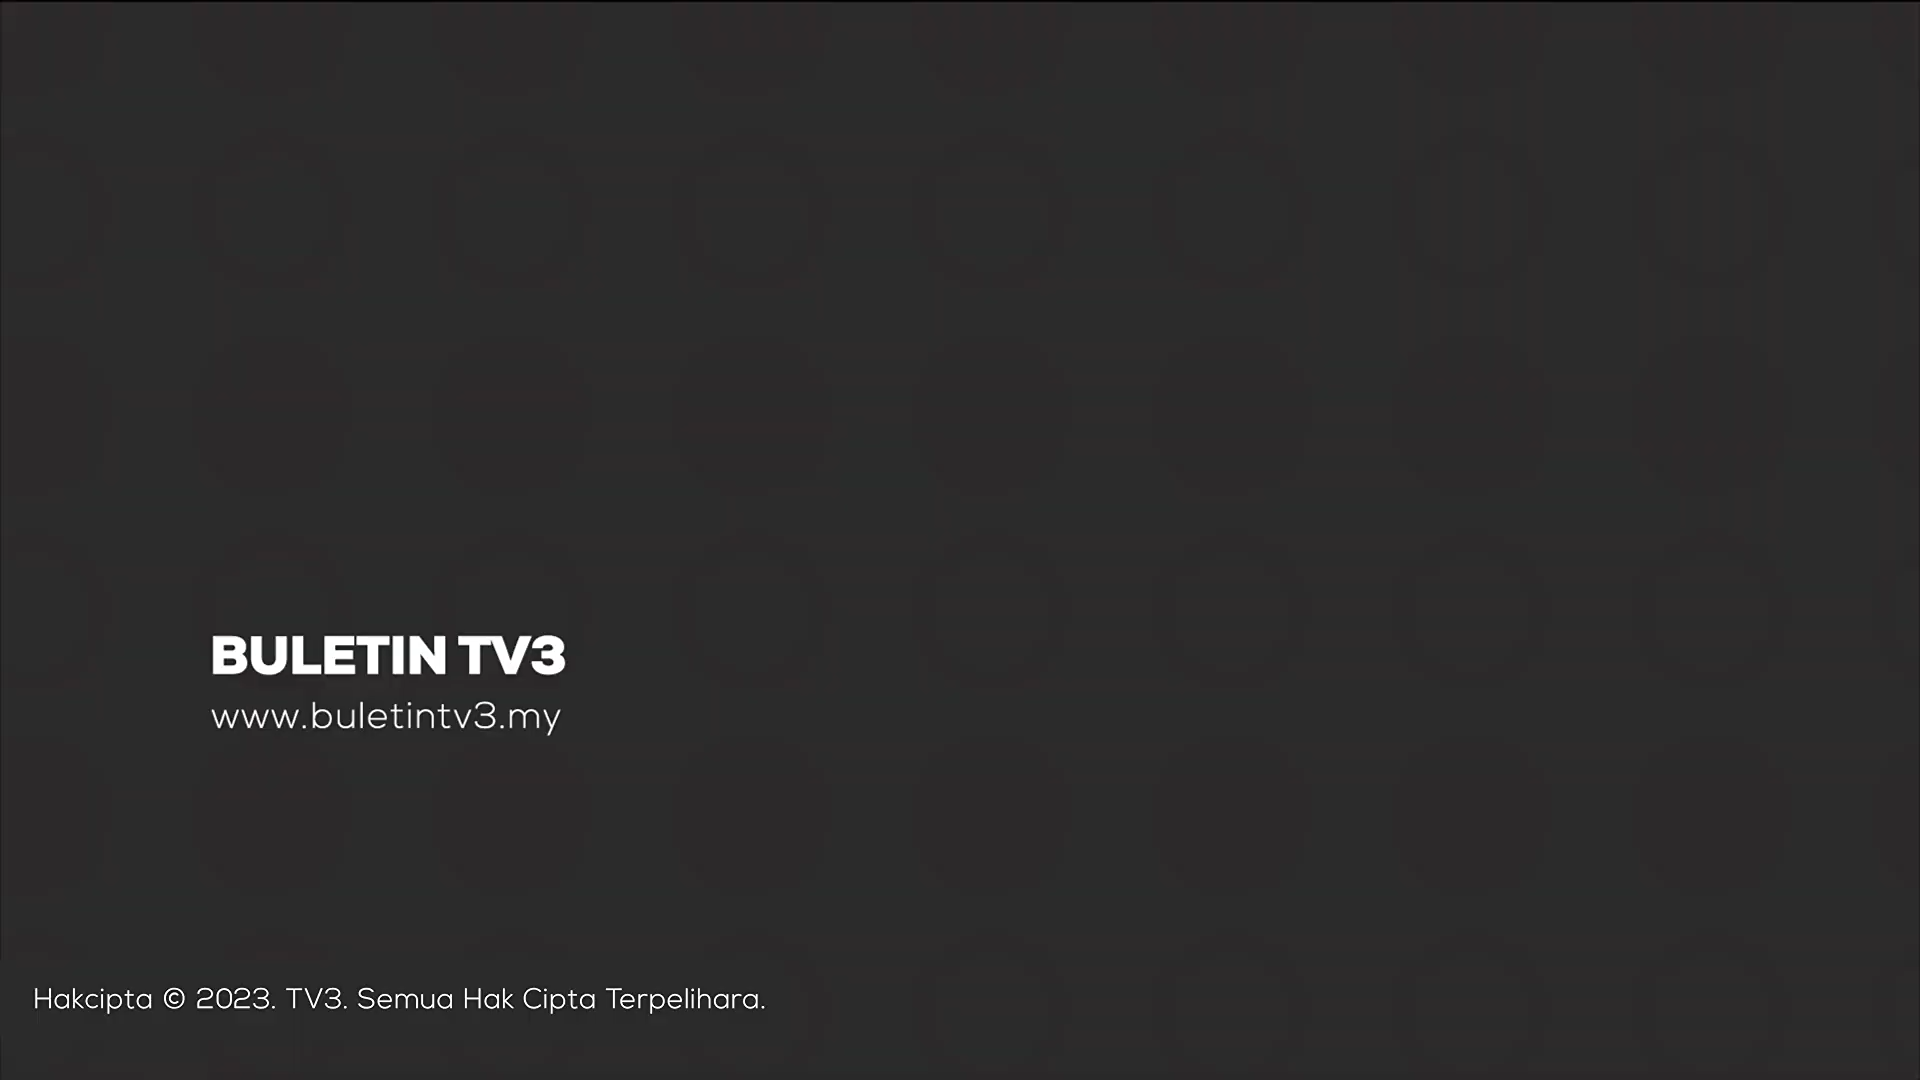 BULETIN TV3
www.buletintv3.my
Hakcipta © 2023. TV3. Semua Hak Cipta Terpelihara.